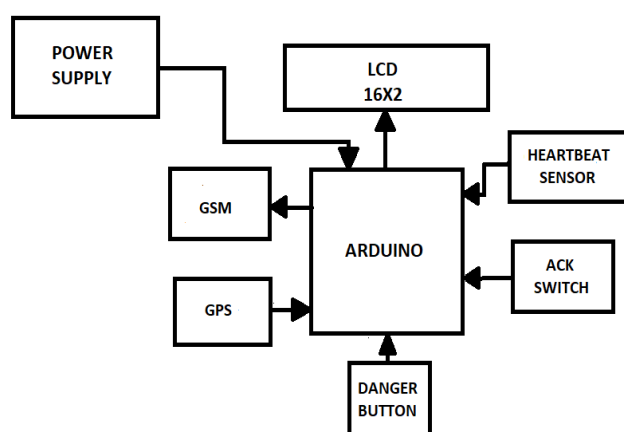 POWER
SUPPLY
LCD
16X2
HEARTBEAT
SENSOR
GSM
ARDUINO
ACK
SWITCH
GPS
DANGER
BUTTON